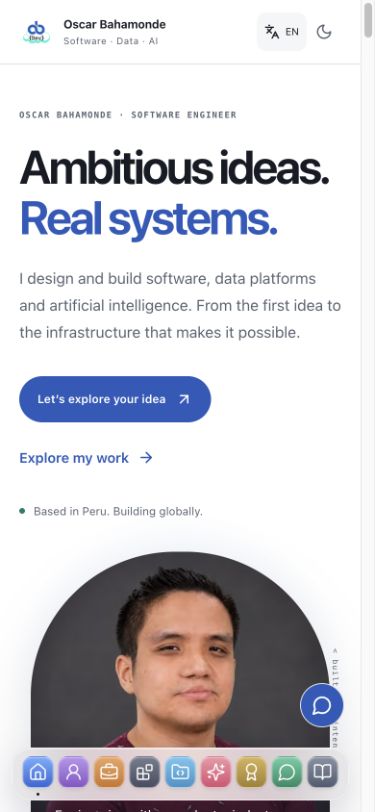 Oscar Bahamonde
Software · Data · AI
EN
OSCAR BAHAMONDE · SOFTWARE ENGINEER
Ambitious ideas.
Real systems.
I design and build software, data platforms
and artificial intelligence. From the first idea to
the infrastructure that makes it possible.
Let's explore your idea
Explore my work
Based in Peru. Building globally.
< built